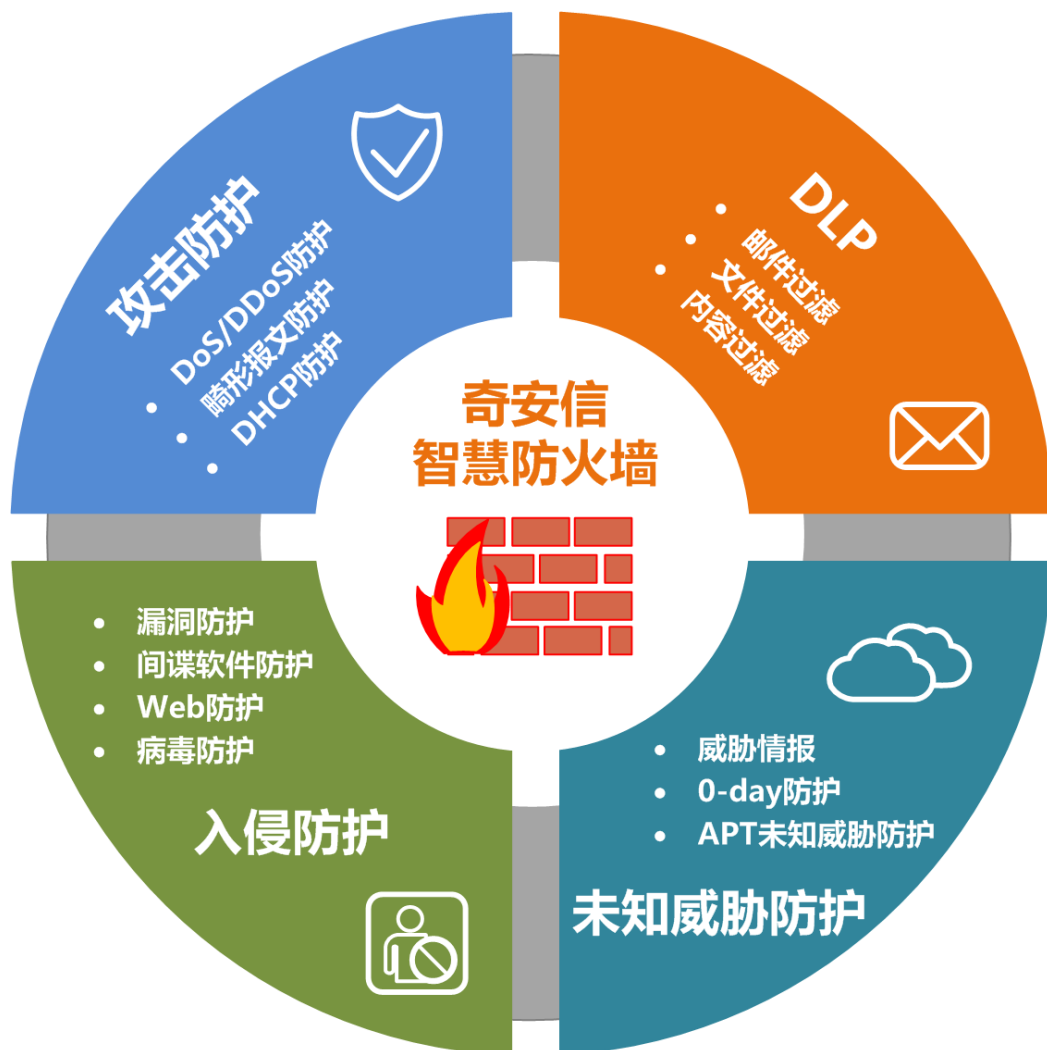 攻击防护
• DoS/DDoS防护
• 畸形报文防护
• DHCP防护
DLP
• 邮件过滤
• 文件过滤
• 内容过滤
奇安信
智慧防火墙
• 漏洞防护
• 间谍软件防护
• Web防护
• 病毒防护
入侵防护
• 威胁情报
• 0-day防护
• APT未知威胁防护
未知威胁防护